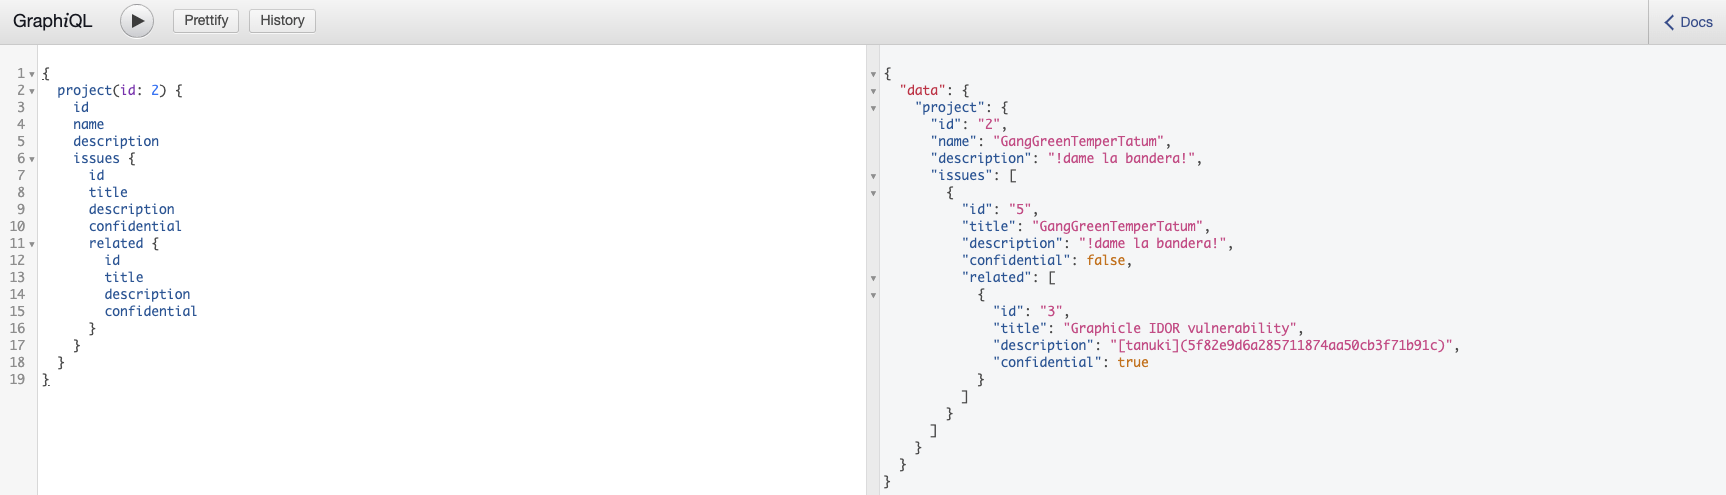 GraphiQL Prettify History Docs
1 {
2 project(id: 2) {
3 id
4 name
5 description
6 issues {
7 id
8 title
9 description
10 confidential
11 related {
12 id
13 title
14 description
15 confidential
16 }
17 }
18 }
19 }
{
"data": {
"project": {
"id": "2",
"name": "GangGreenTemperTatum",
"description": "!dame la bandera!",
"issues": [
{
"id": "5",
"title": "GangGreenTemperTatum",
"description": "!dame la bandera!",
"confidential": false,
"related": [
{
"id": "3",
"title": "Graphicle IDOR vulnerability",
"description": "[tanuki](5f82e9d6a285711874aa50cb3f71b91c)",
"confidential": true
}
]
}
]
}
}
}